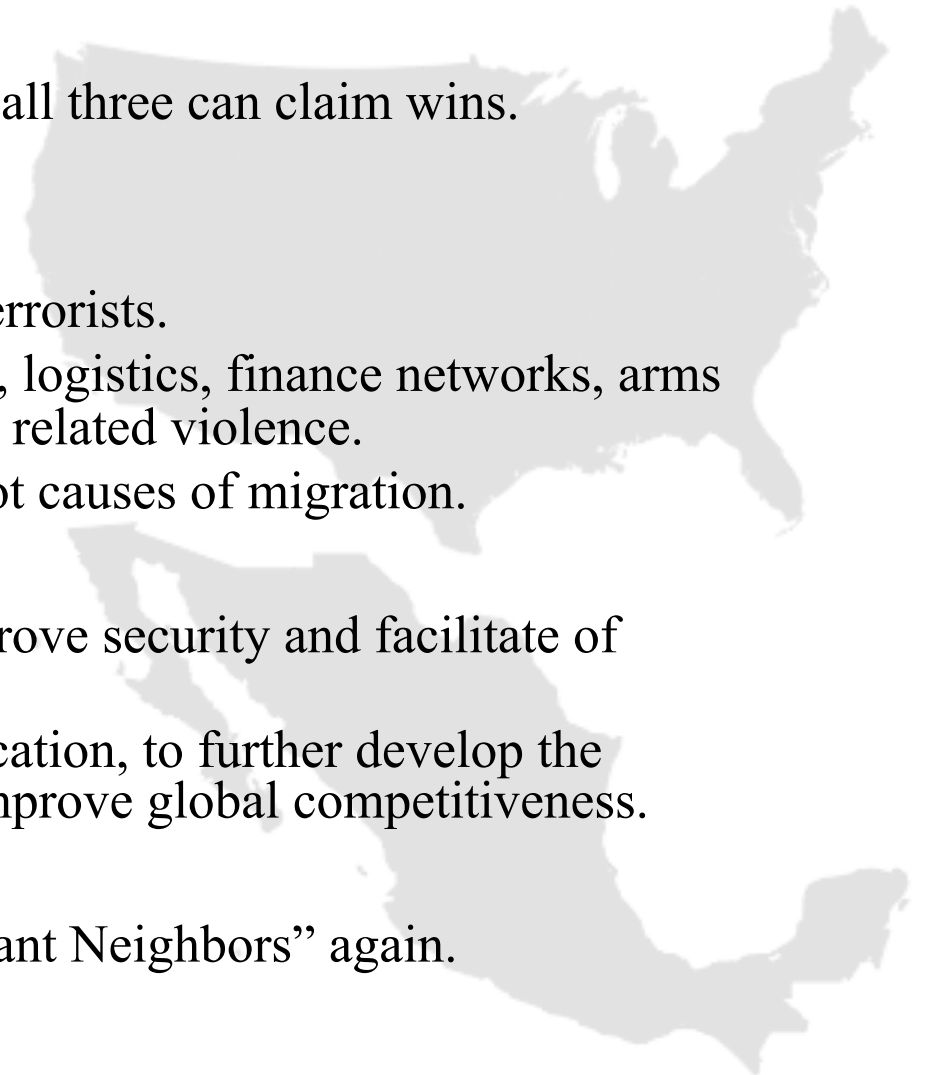 all three can claim wins.
errorists.
, logistics, finance networks, arms
related violence.
ot causes of migration.
rove security and facilitate of
cation, to further develop the
mprove global competitiveness.
ant Neighbors” again.